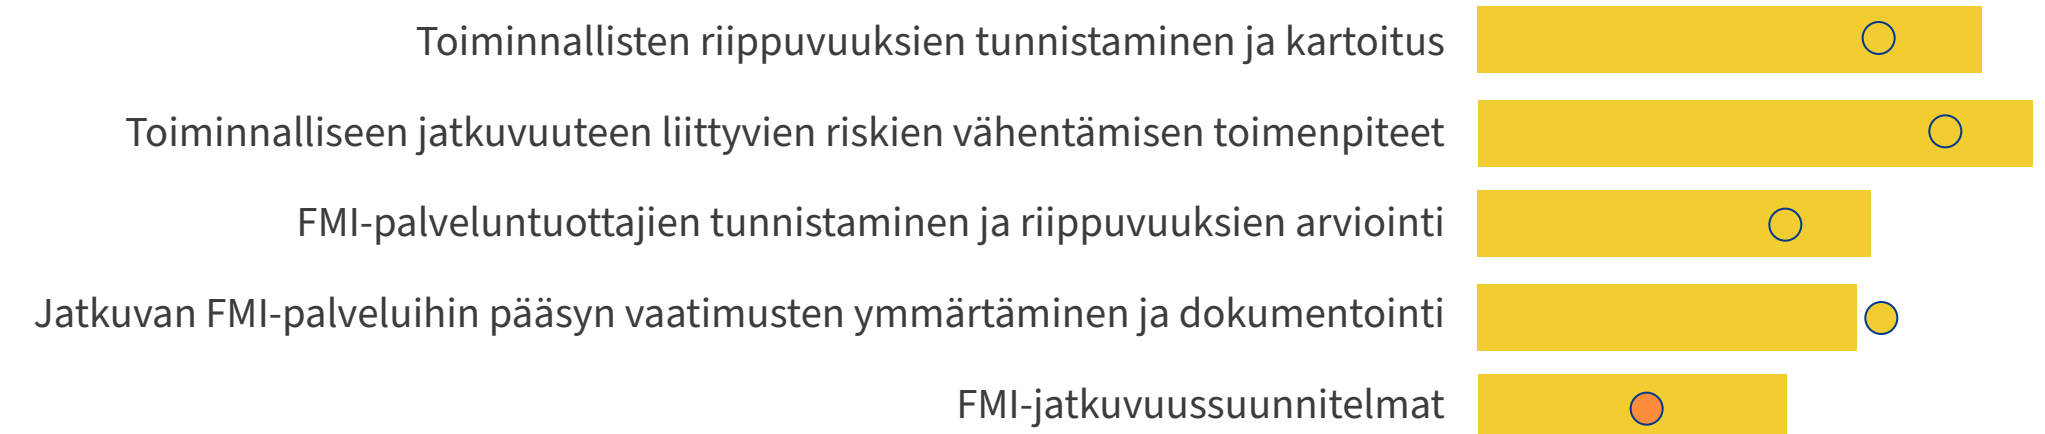 Toiminnallisten riippuvuuksien tunnistaminen ja kartoitus
Toiminnalliseen jatkuvuuteen liittyvien riskien vähentämisen toimenpiteet
FMI-palveluntuottajien tunnistaminen ja riippuvuuksien arviointi
Jatkuvan FMI-palveluihin pääsyn vaatimusten ymmärtäminen ja dokumentointi
FMI-jatkuvuussuunnitelmat